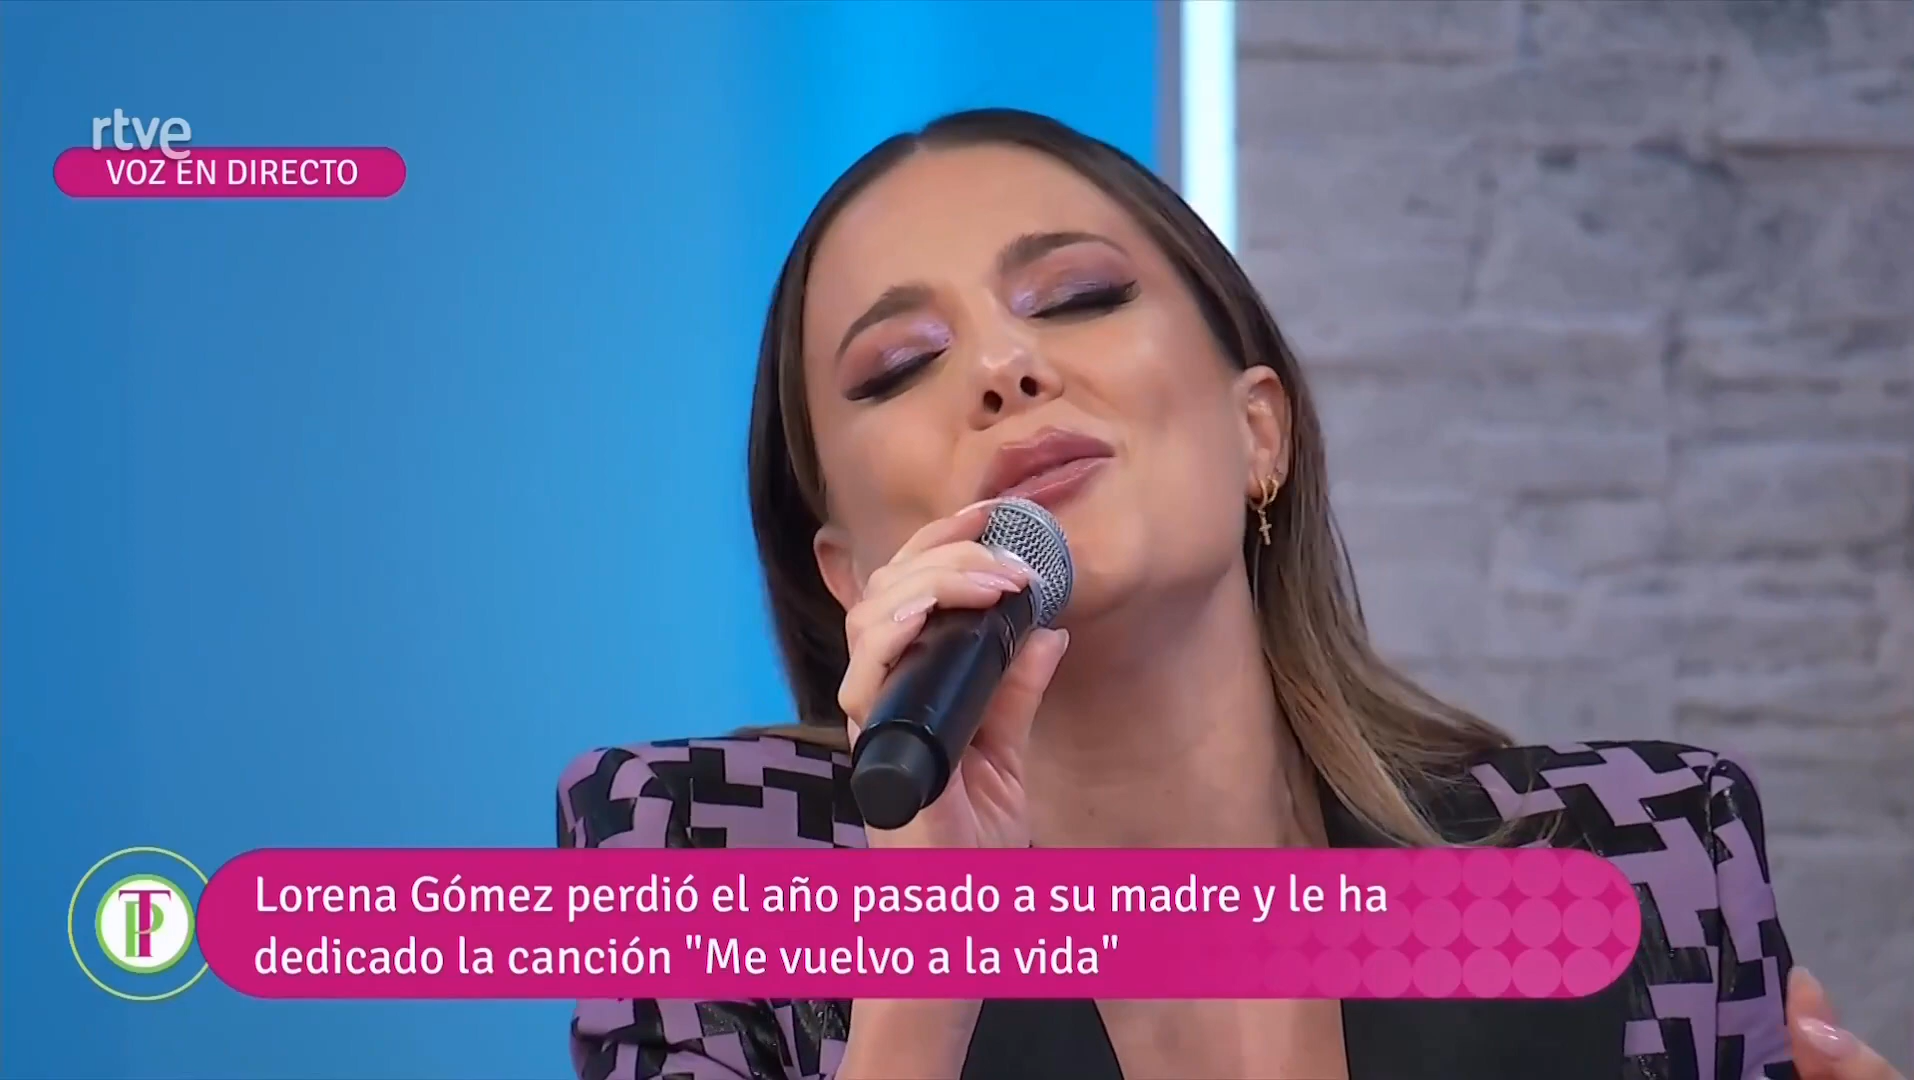 rtve
VOZ EN DIRECTO
TP
Lorena Gómez perdió el año pasado a su madre y le ha
dedicado la canción "Me vuelvo a la vida"